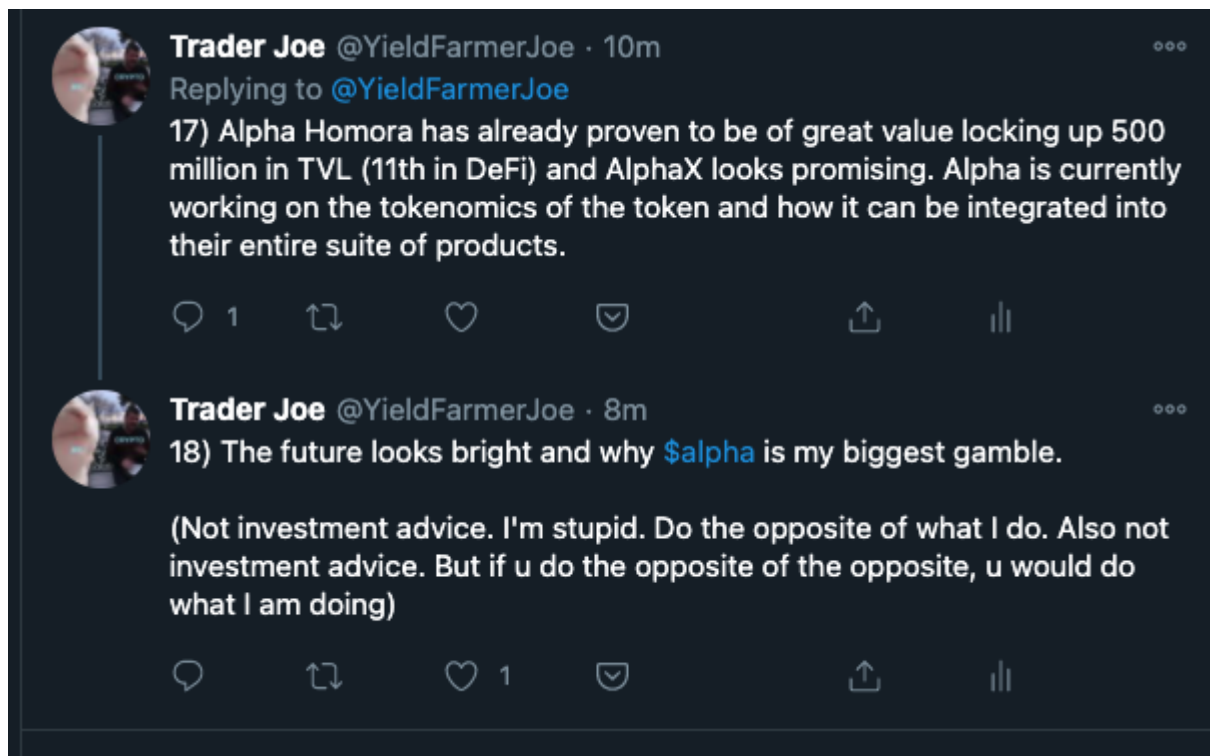 Trader Joe @YieldFarmerJoe · 10m
Replying to @YieldFarmerJoe
17) Alpha Homora has already proven to be of great value locking up 500
million in TVL (11th in DeFi) and AlphaX looks promising. Alpha is currently
working on the tokenomics of the token and how it can be integrated into
their entire suite of products.
1
Trader Joe @YieldFarmerJoe · 8m
18) The future looks bright and why $alpha is my biggest gamble.
(Not investment advice. I'm stupid. Do the opposite of what I do. Also not
investment advice. But if u do the opposite of the opposite, u would do
what I am doing)
1